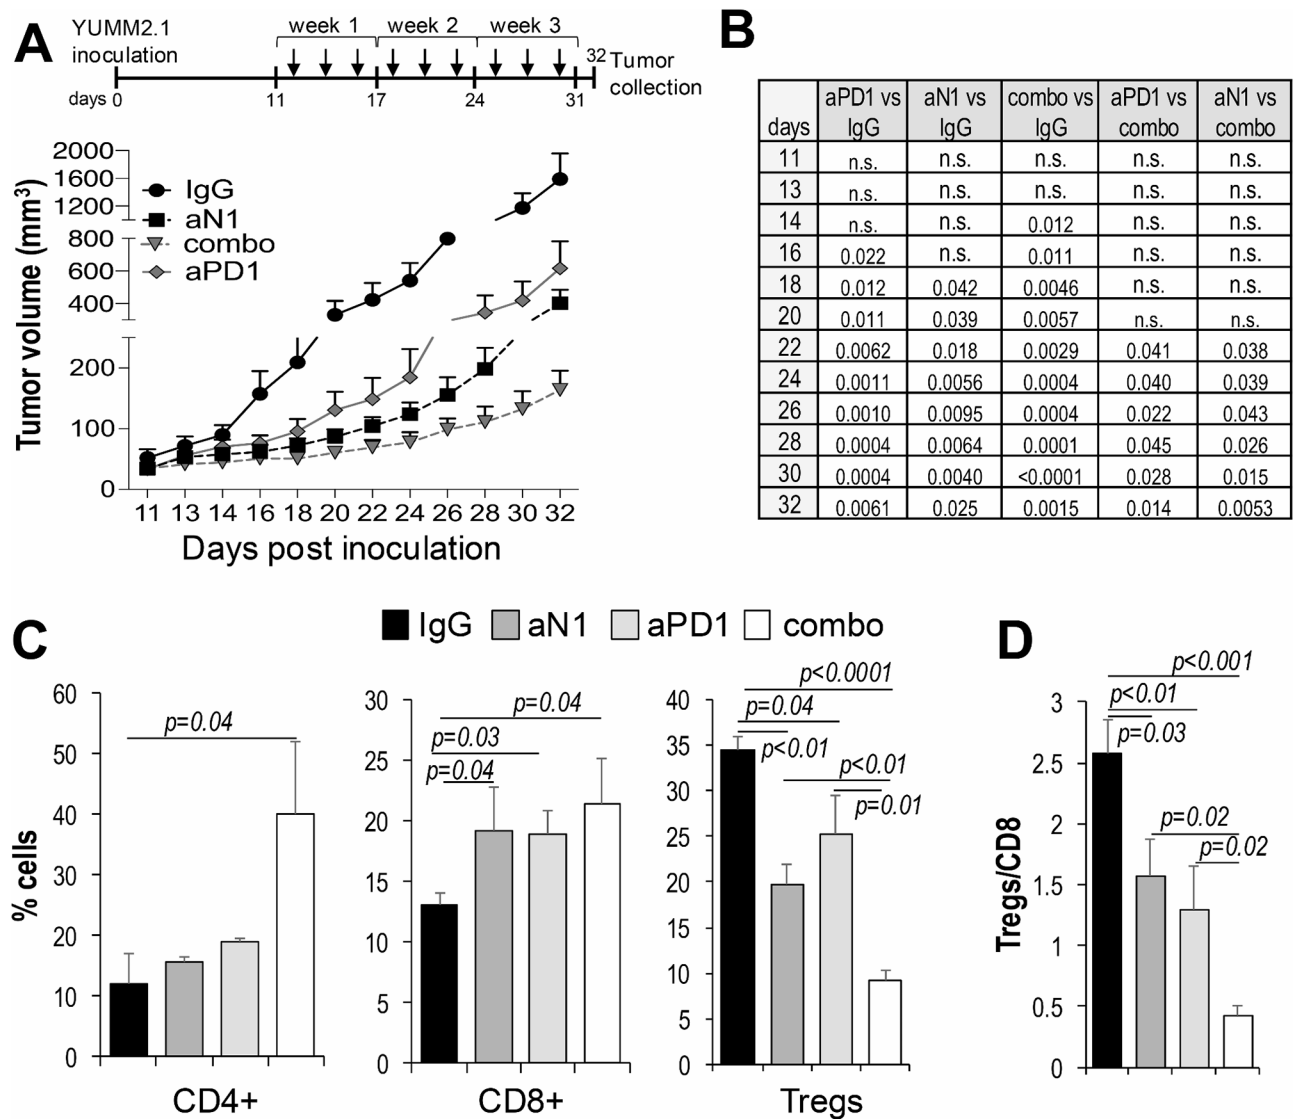 A
YUMM2.1
inoculation
week 1
week 2
week 3
32
Tumor
collection
days 0
11
17
24
31
Tumor volume (mm³)
2000
1600
1200
800
600
400
200
100
0
IgG
aN1
combo
aPD1
11 13 14 16 18 20 22 24 26 28 30 32
Days post inoculation
B
days aPD1 vs IgG aN1 vs IgG combo vs IgG aPD1 vs combo aN1 vs combo
11 n.s. n.s. n.s. n.s. n.s.
13 n.s. n.s. n.s. n.s. n.s.
14 n.s. n.s. 0.012 n.s. n.s.
16 0.022 n.s. 0.011 n.s. n.s.
18 0.012 0.042 0.0046 n.s. n.s.
20 0.011 0.039 0.0057 n.s. n.s.
22 0.0062 0.018 0.0029 0.041 0.038
24 0.0011 0.0056 0.0004 0.040 0.039
26 0.0010 0.0095 0.0004 0.022 0.043
28 0.0004 0.0064 0.0001 0.045 0.026
30 0.0004 0.0040 <0.0001 0.028 0.015
32 0.0061 0.025 0.0015 0.014 0.0053
C
IgG aN1 aPD1 combo
% cells
60
50
40
30
20
10
0
p=0.04
CD4+
30
25
20
15
10
5
0
p=0.04
p=0.03
p=0.04
CD8+
40
35
30
25
20
15
10
5
0
p<0.0001
p=0.04
p<0.01
p<0.01
p=0.01
Tregs
D
Tregs/CD8
3
2.5
2
1.5
1
0.5
0
p<0.001
p<0.01
p=0.03
p=0.02
p=0.02